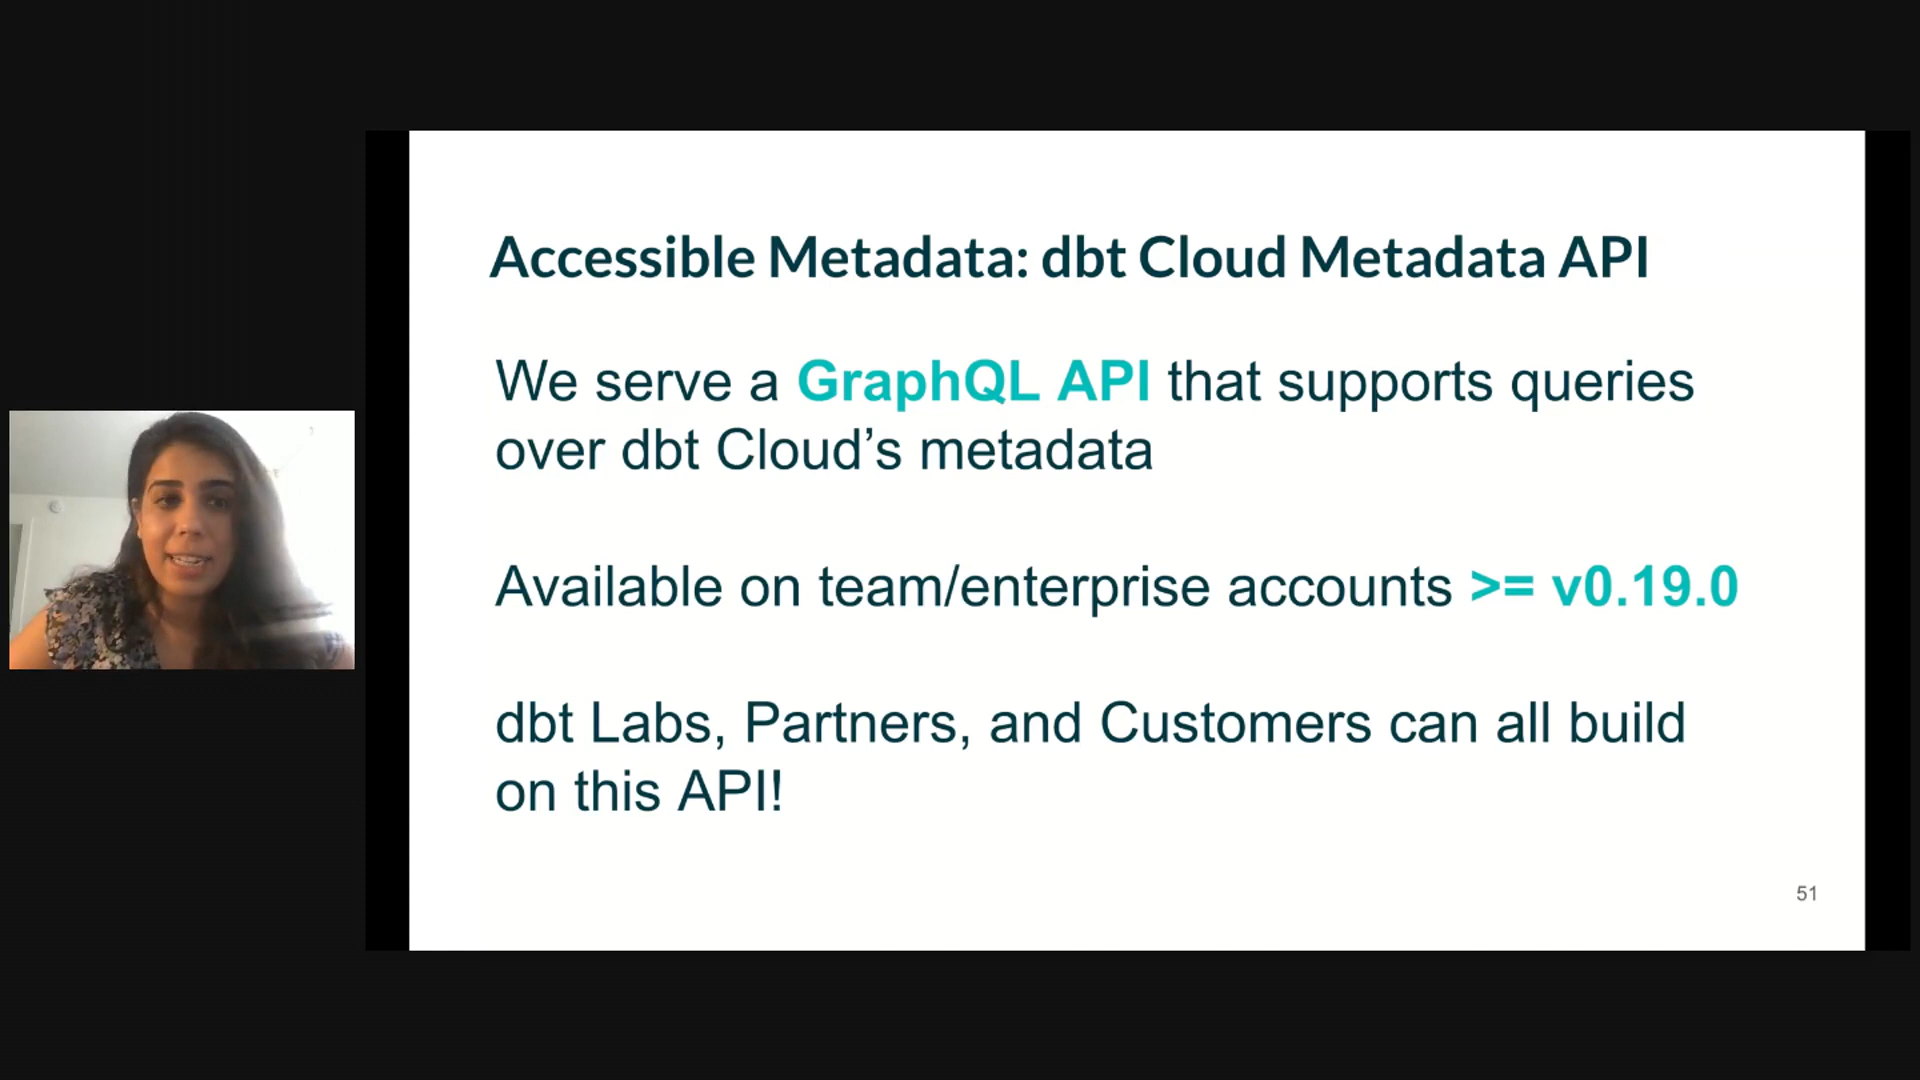 Accessible Metadata: dbt Cloud Metadata API
We serve a GraphQL API that supports queries
over dbt Cloud’s metadata
Available on team/enterprise accounts >= v0.19.0
dbt Labs, Partners, and Customers can all build
on this API!
51